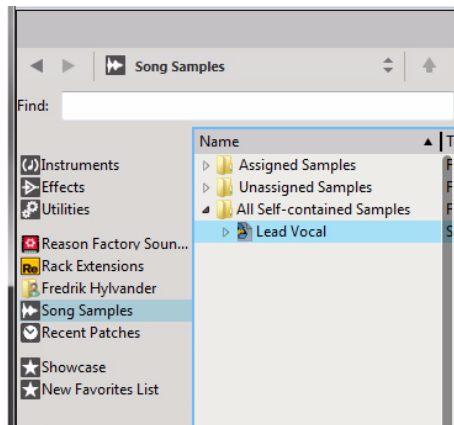 Song Samples
Find:
Name
T
Instruments
Effects
Utilities
Reason Factory Soun...
Re Rack Extensions
Fredrik Hylvander
Song Samples
Recent Patches
Showcase
New Favorites List
Assigned Samples
F
Unassigned Samples
F
All Self-contained Samples
F
Lead Vocal
S